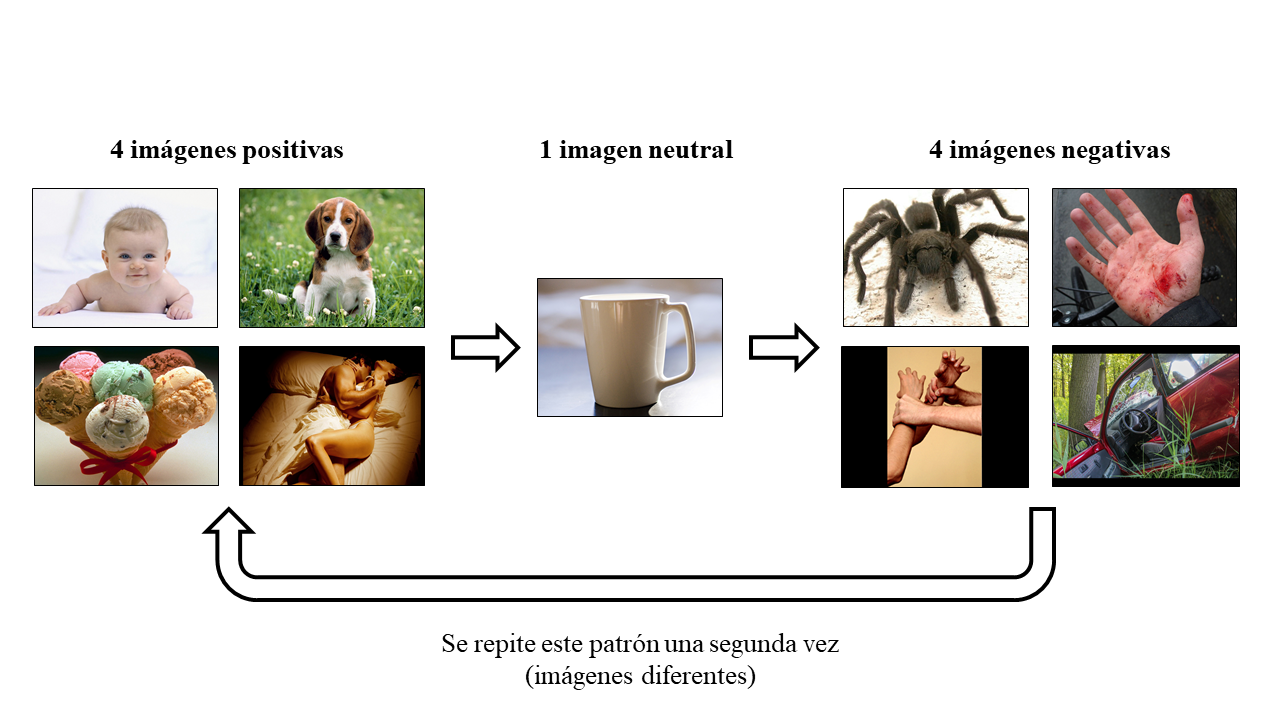 4 imágenes positivas
1 imagen neutral
4 imágenes negativas
Se repite este patrón una segunda vez
(imágenes diferentes)